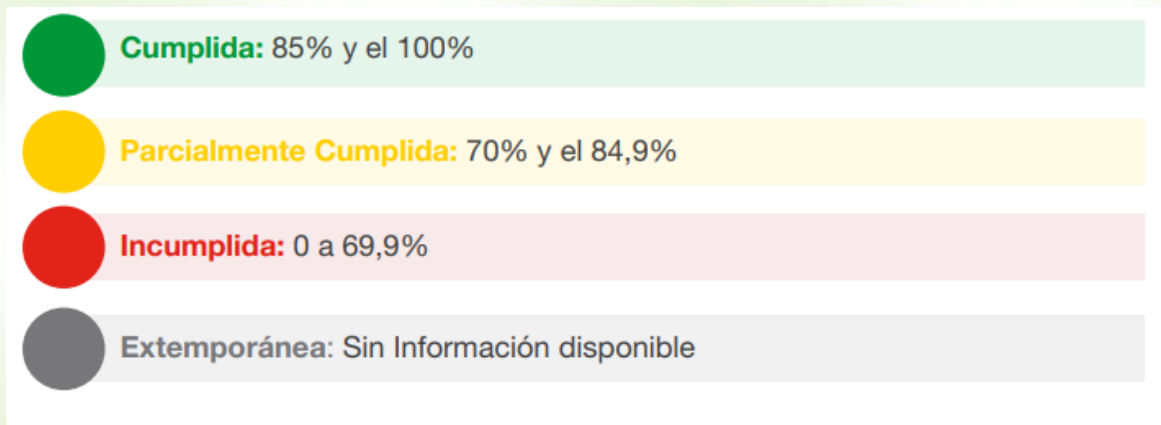 Cumplida: 85% y el 100%
Parcialmente Cumplida: 70% y el 84,9%
Incumplida: 0 a 69,9%
Extemporánea: Sin Información disponible